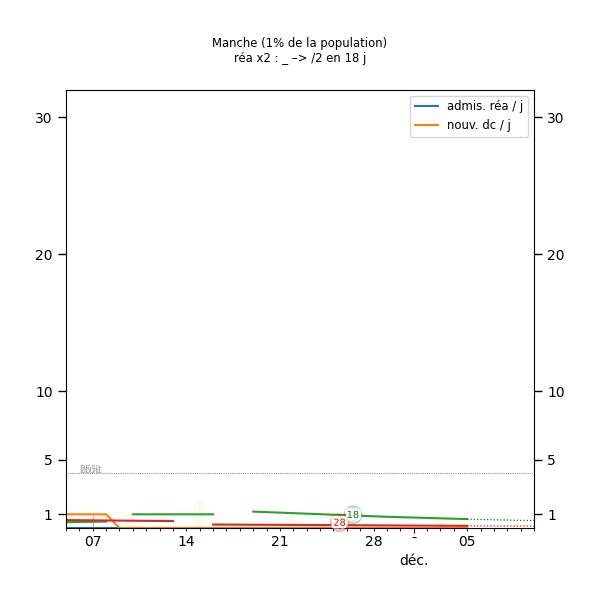 Manche (1% de la population)
réa x2 : _ –> /2 en 18 j
admis. réa / j
nouv. dc / j
30 30
20 20
10 10
5 5
1 1
18
28
07 14 21 28 - 05
déc.